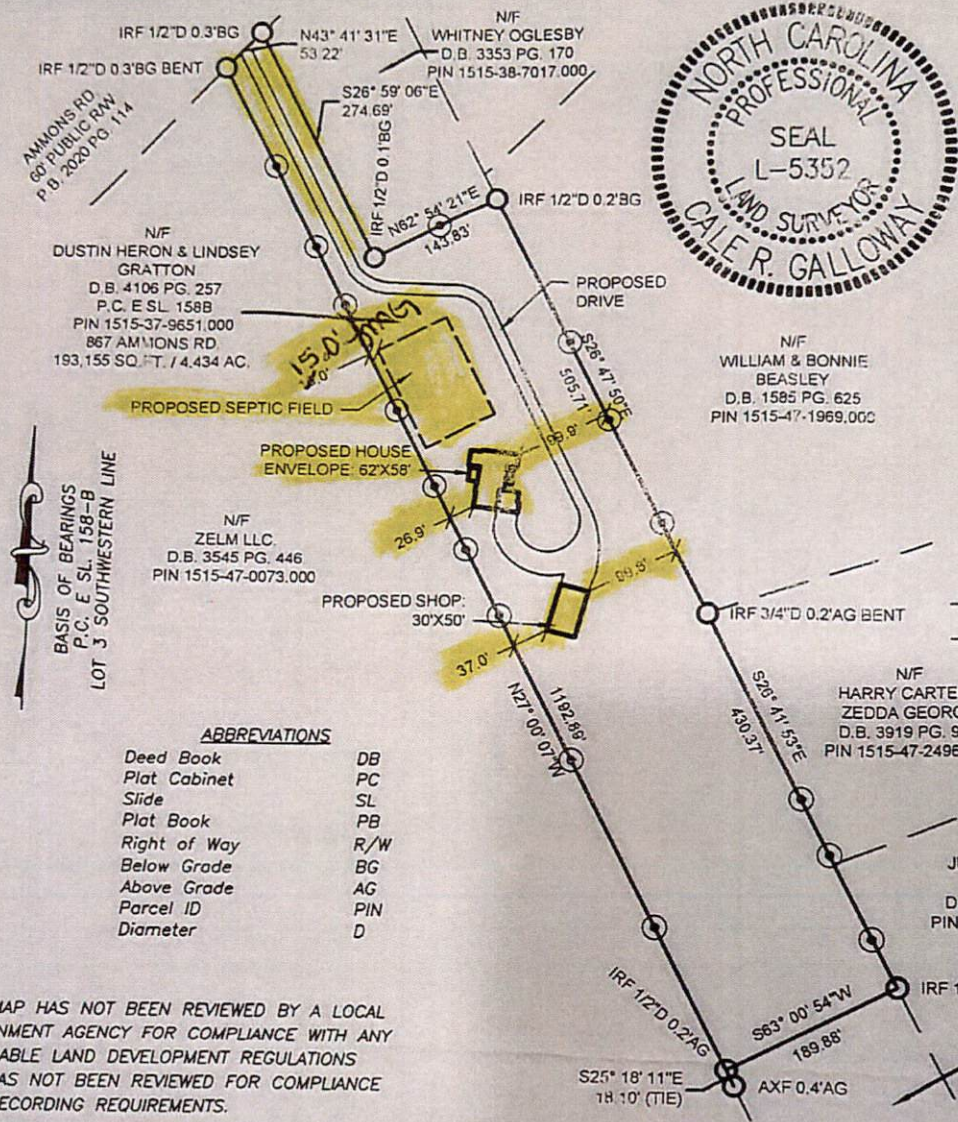 IRF 1/2"D 0.3'BG
N43° 41' 31"E
53.22'
N/F
WHITNEY OGLESBY
D.B. 3353 PG. 170
PIN 1515-38-7017.000
IRF 1/2"D 0.3'BG BENT
S26° 59' 06"E
274.69'
AMMONS RD
60' PUBLIC R/W
P.B. 2020 PG. 114
IRF 1/2"D 0.1'BG
N62° 54' 21"E
143.83'
IRF 1/2"D 0.2'BG
NORTH CAROLINA
PROFESSIONAL
SEAL
L-5352
LAND SURVEYOR
CALE R. GALLOWAY
N/F
DUSTIN HERON & LINDSEY
GRATTON
D.B. 4106 PG. 257
P.C. E SL. 158B
PIN 1515-37-9651.000
867 AMMONS RD.
193,155 SQ. FT. / 4.434 AC.
PROPOSED
DRIVE
N/F
WILLIAM & BONNIE
BEASLEY
D.B. 1585 PG. 625
PIN 1515-47-1969.000
S26° 47' 50"E
505.71'
15.0'
PROPOSED SEPTIC FIELD
PROPOSED HOUSE
ENVELOPE: 62'X58'
99.9'
26.9'
BASIS OF BEARINGS
P.C. E SL. 158-B
LOT 3 SOUTHWESTERN LINE
N/F
ZELM LLC.
D.B. 3545 PG. 446
PIN 1515-47-0073.000
PROPOSED SHOP:
30'X50'
37.0'
IRF 3/4"D 0.2'AG BENT
1192.89'
N27° 00' 07"W
S26° 41' 53"E
430.37'
N/F
HARRY CARTE
ZEDDA GEORG
D.B. 3919 PG. 9
PIN 1515-47-2496
ABBREVIATIONS
Deed Book DB
Plat Cabinet PC
Slide SL
Plat Book PB
Right of Way R/W
Below Grade BG
Above Grade AG
Parcel ID PIN
Diameter D
JU
D
PIN
IRF 1/2"D 0.2'AG
S63° 00' 54"W
189.88'
IRF 1
S25° 18' 11"E
18.10' (TIE)
AXF 0.4'AG
MAP HAS NOT BEEN REVIEWED BY A LOCAL
NMENT AGENCY FOR COMPLIANCE WITH ANY
ABLE LAND DEVELOPMENT REGULATIONS
AS NOT BEEN REVIEWED FOR COMPLIANCE
ECORDING REQUIREMENTS.